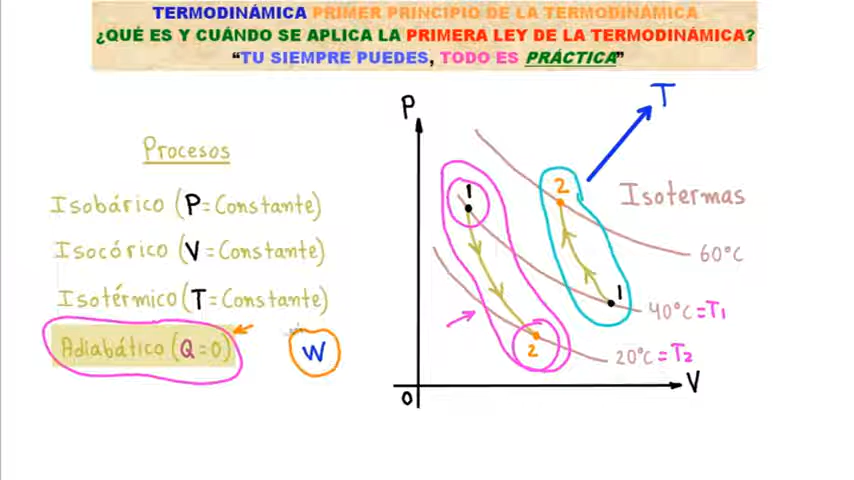 TERMODINÁMICA PRIMER PRINCIPIO DE LA TERMODINÁMICA
¿QUÉ ES Y CUÁNDO SE APLICA LA PRIMERA LEY DE LA TERMODINÁMICA?
“TU SIEMPRE PUEDES, TODO ES PRÁCTICA”
Procesos
Isobárico (P=Constante)
Isocórico (V=Constante)
Isotérmico (T=Constante)
Adiabático (Q=0)
W
P
T
1
2
Isotermas
60°C
1
40°C=T1
2
20°C=T2
0
V